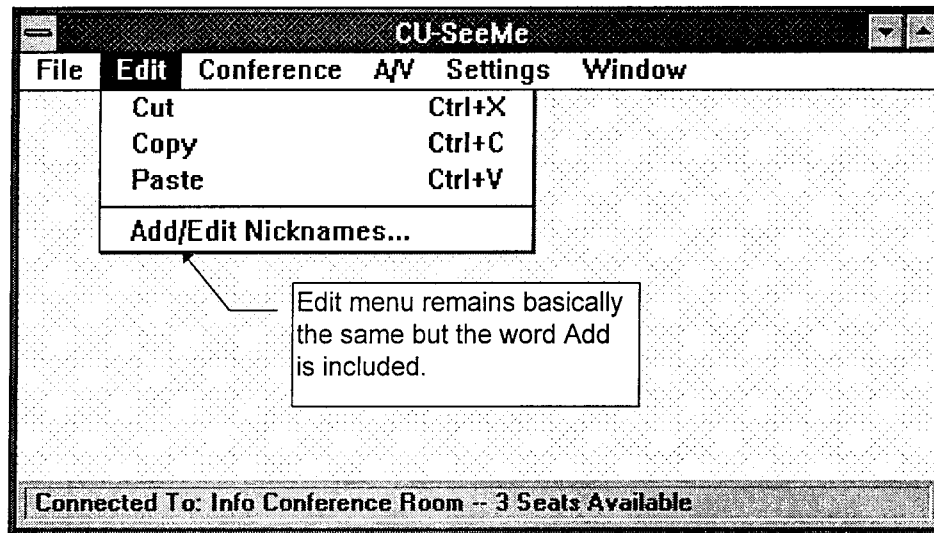 CU-SeeMe
File Edit Conference A/V Settings Window
Cut Ctrl+X
Copy Ctrl+C
Paste Ctrl+V
Add/Edit Nicknames...
Edit menu remains basically
the same but the word Add
is included.
Connected To: Info Conference Room -- 3 Seats Available